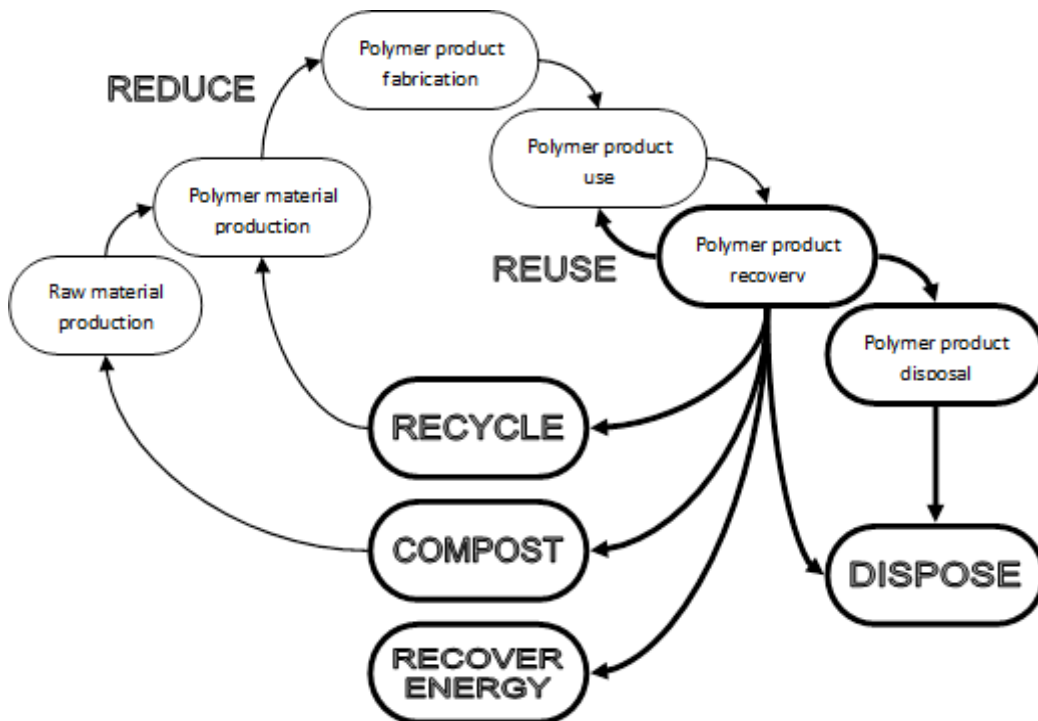 Polymer product
fabrication
REDUCE
Polymer product
use
Polymer material
production
Polymer product
recoverv
REUSE
Raw material
production
Polymer product
disposal
RECYCLE
COMPOST
DISPOSE
RECOVER
ENERGY